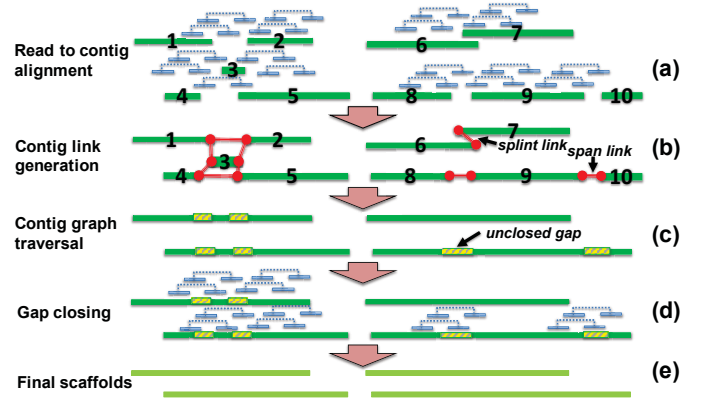 1
2
6
7
Read to contig
alignment
3
(a)
4
5
8
9
10
1
2
7
Contig link
generation
6
splint link
span link
(b)
3
4
5
8
9
10
Contig graph
traversal
unclosed gap
(c)
Gap closing
(d)
Final scaffolds
(e)